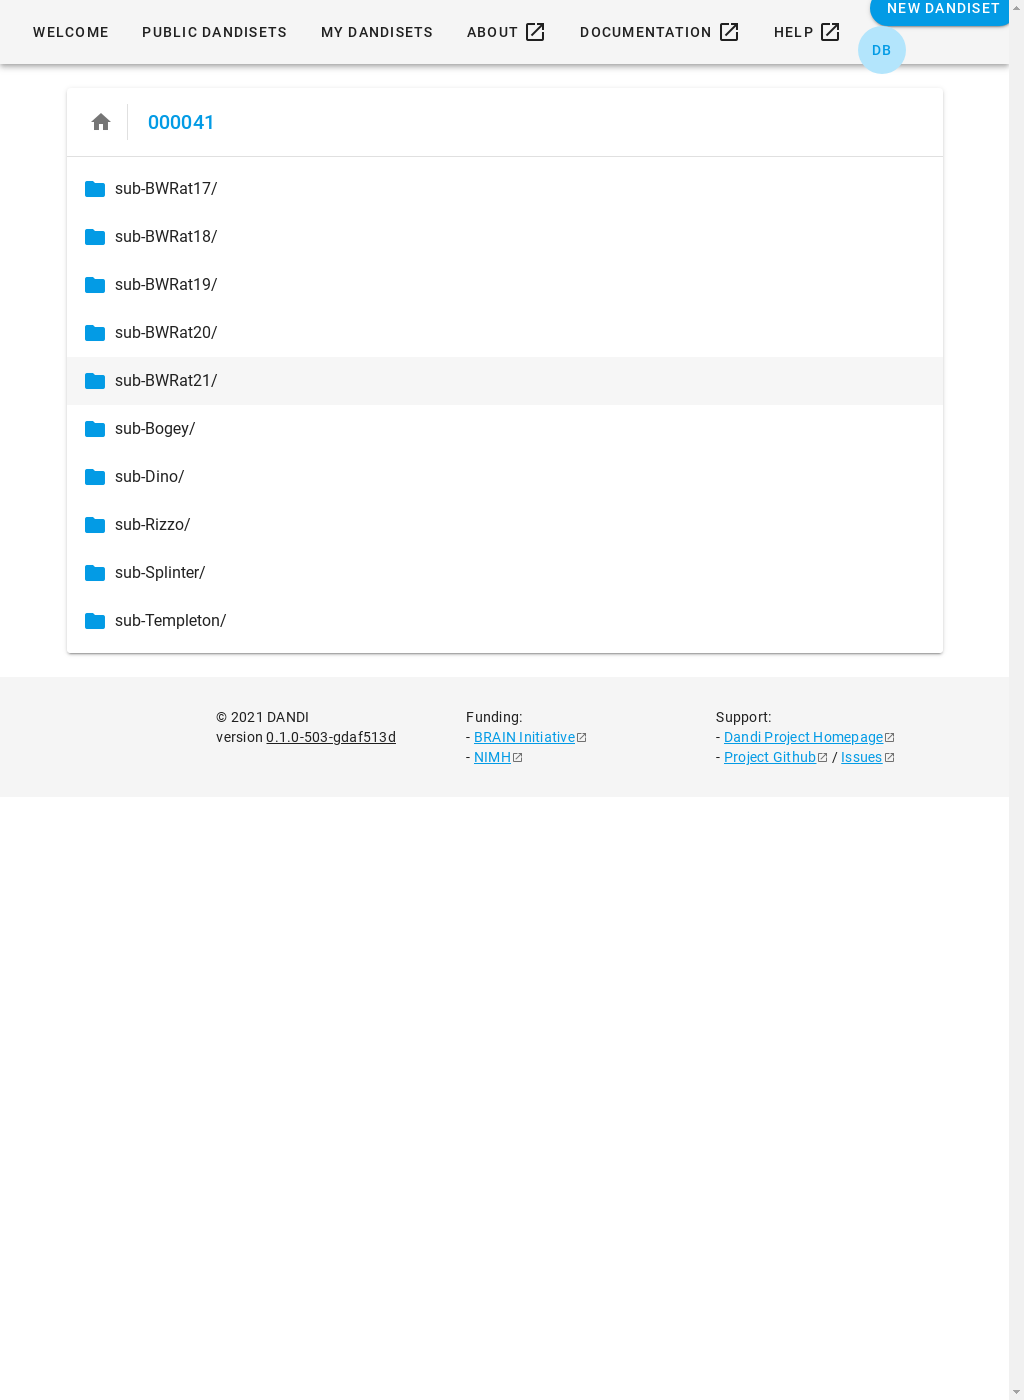 WELCOME PUBLIC DANDISETS MY DANDISETS ABOUT DOCUMENTATION HELP NEW DANDISET
DB
000041
sub-BWRat17/
sub-BWRat18/
sub-BWRat19/
sub-BWRat20/
sub-BWRat21/
sub-Bogey/
sub-Dino/
sub-Rizzo/
sub-Splinter/
sub-Templeton/
© 2021 DANDI
version 0.1.0-503-gdaf513d
Funding:
- BRAIN Initiative
- NIMH
Support:
- Dandi Project Homepage
- Project Github / Issues